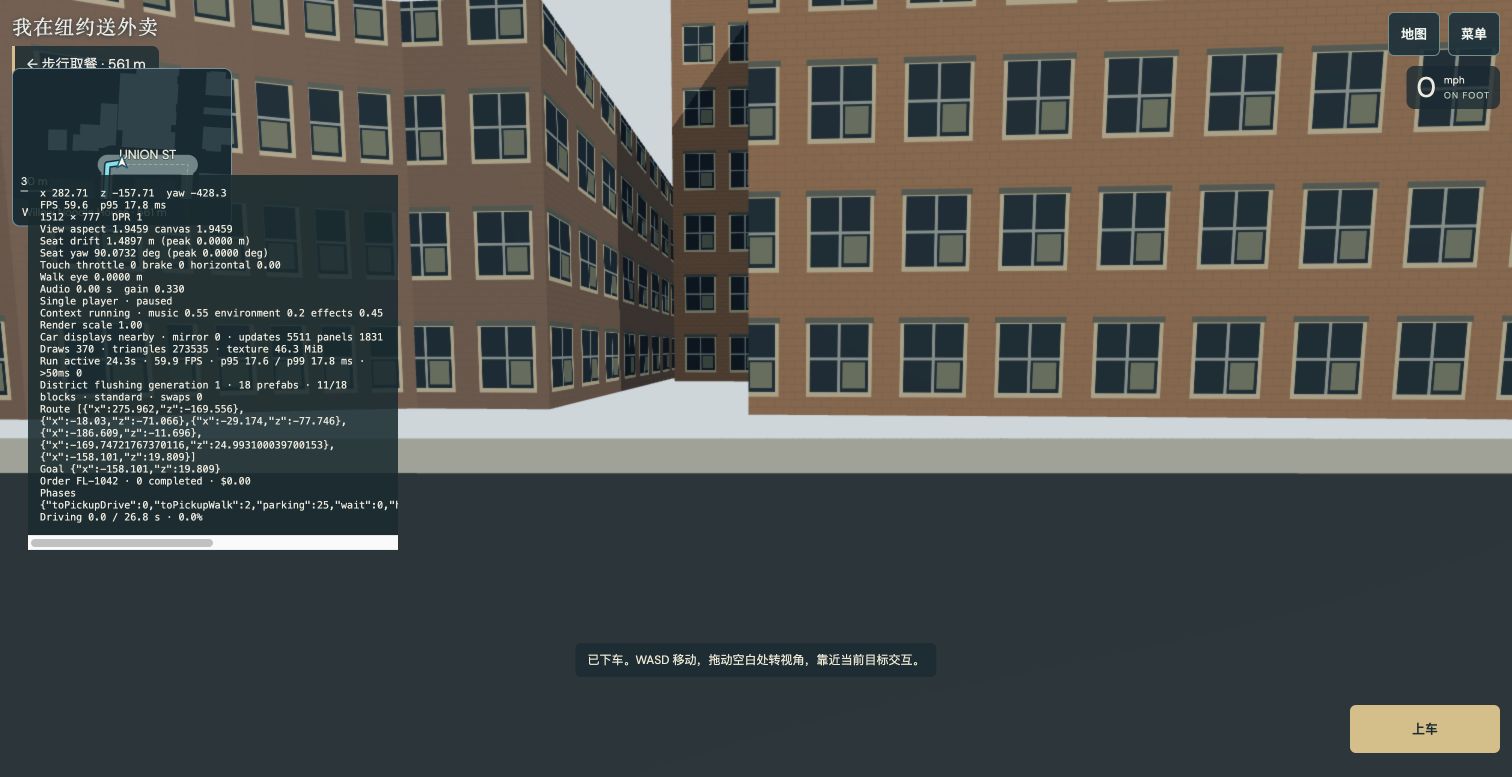 我在纽约送外卖
← 步行取餐 · 561 m
地图
菜单
0 mph
ON FOOT
UNION ST
30 m
x 282.71 z -157.71 yaw -428.3
FPS 59.6 p95 17.8 ms
1512 × 777 DPR 1
View aspect 1.9459 canvas 1.9459
Seat drift 1.4897 m (peak 0.0000 m)
Seat yaw 90.0732 deg (peak 0.0000 deg)
Touch throttle 0 brake 0 horizontal 0.00
Walk eye 0.0000 m
Audio 0.00 s gain 0.330
Single player · paused
Context running · music 0.55 environment 0.2 effects 0.45
Render scale 1.00
Car displays nearby · mirror 0 · updates 5511 panels 1831
Draws 370 · triangles 273535 · texture 46.3 MiB
Run active 24.3s · 59.9 FPS · p95 17.6 / p99 17.8 ms ·
>50ms 0
District flushing generation 1 · 18 prefabs · 11/18
blocks · standard · swaps 0
Route [{"x":275.962,"z":-169.556},
{"x":-18.03,"z":-71.066},{"x":-29.174,"z":-77.746},
{"x":-186.609,"z":-11.696},
{"x":-169.74721767370116,"z":24.993100039700153},
{"x":-158.101,"z":19.809}]
Goal {"x":-158.101,"z":19.809}
Order FL-1042 · 0 completed · $0.00
Phases
{"toPickupDrive":0,"toPickupWalk":2,"parking":25,"wait":0,"
Driving 0.0 / 26.8 s · 0.0%
已下车。WASD 移动，拖动空白处转视角，靠近当前目标交互。
上车